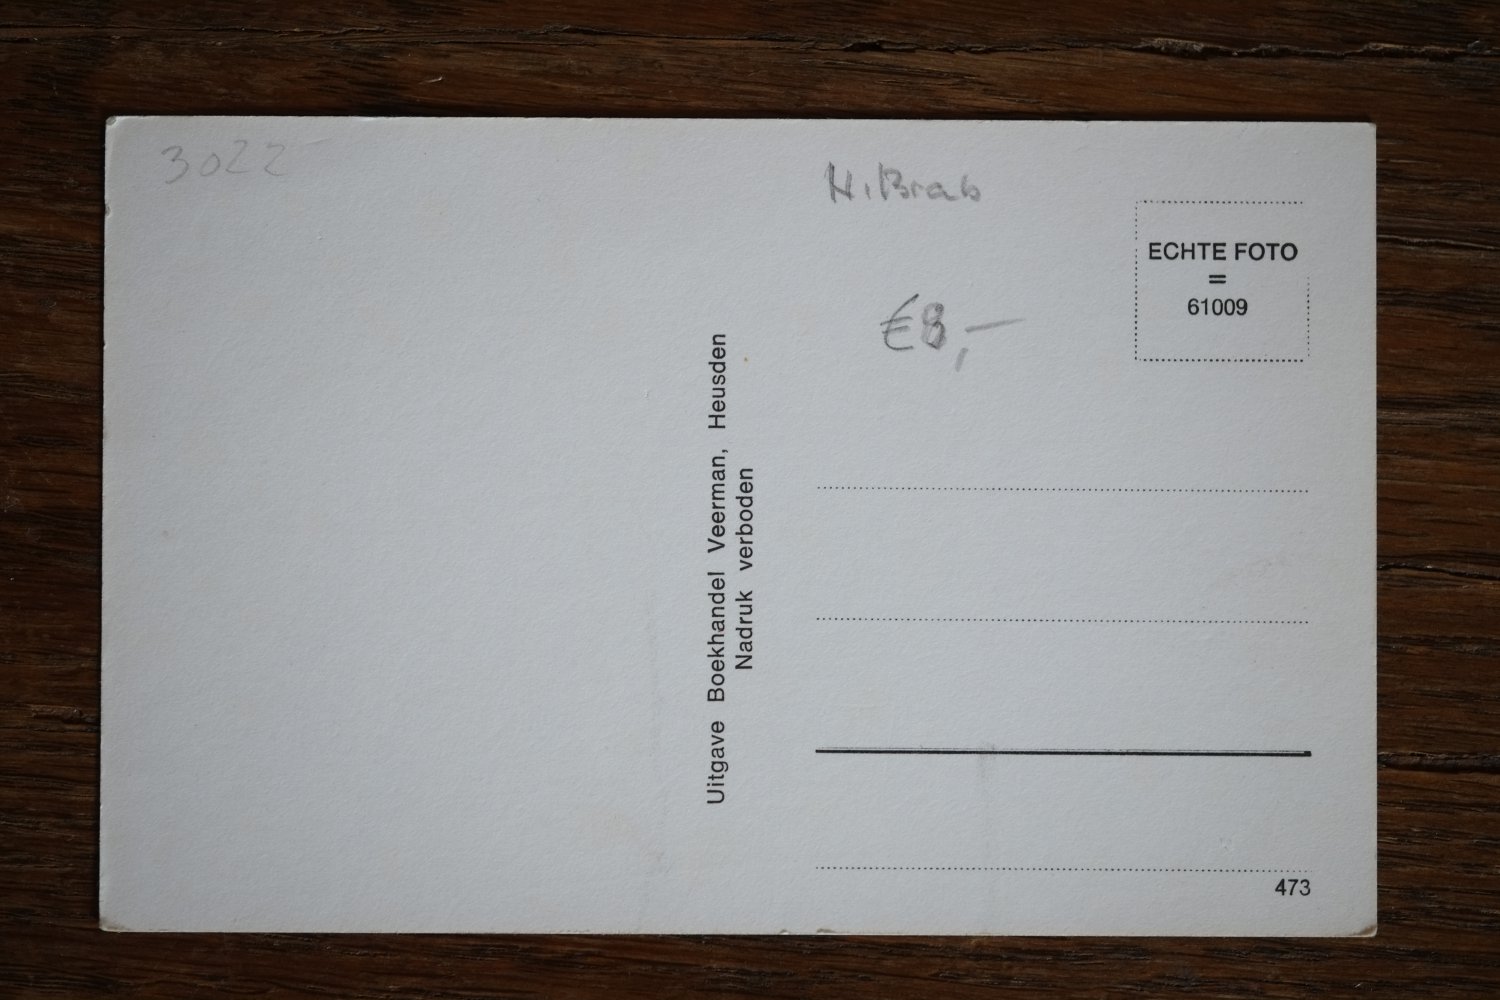 3022
N. Brab
ECHTE FOTO
=
61009
€8,-
Uitgave Boekhandel Veerman, Heusden
Nadruk verboden
473